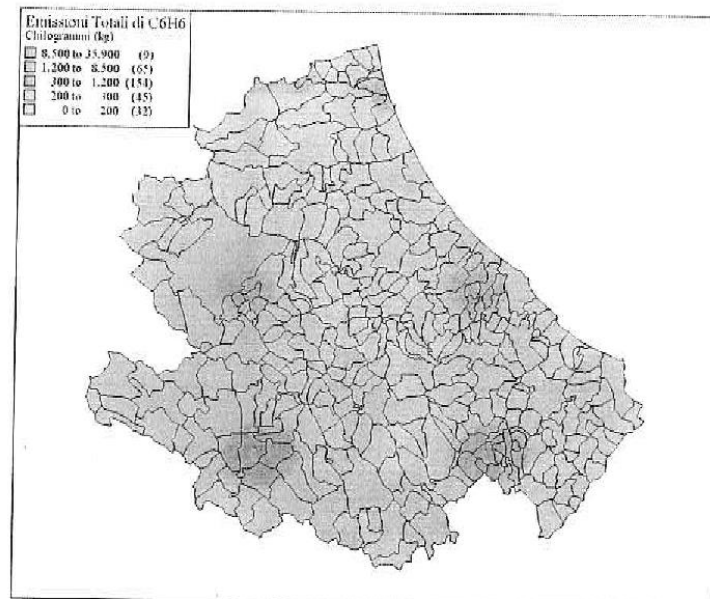 Emissioni Totali di C6H6
Chilogrammi (kg)
8.500 to 35.900 (9)
1.200 to 8.500 (65)
300 to 1.200 (154)
200 to 300 (45)
0 to 200 (32)